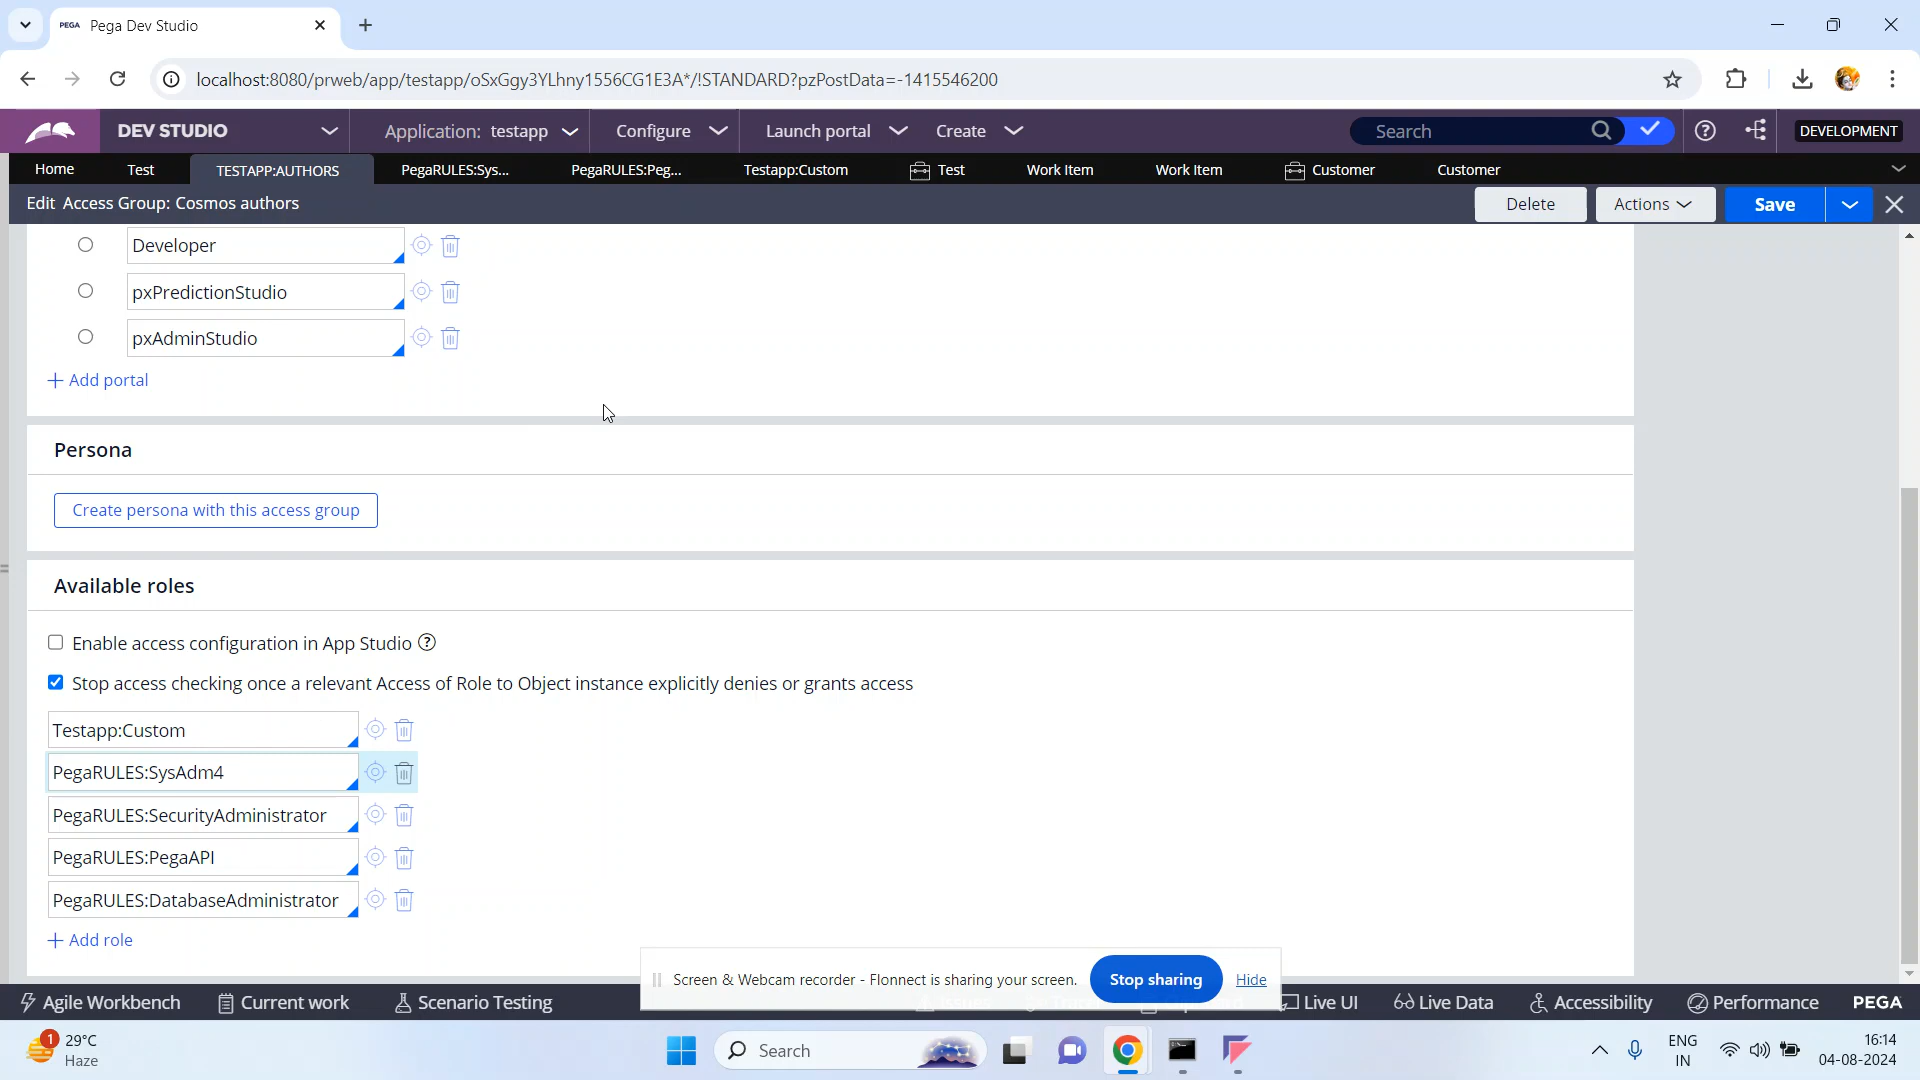 PEGA Pega Dev Studio
localhost:8080/prweb/app/testapp/oSxGgy3YLhny1556CG1E3A*/!STANDARD?pzPostData=-1415546200
DEV STUDIO Application: testapp Configure Launch portal Create Search DEVELOPMENT
Home Test TESTAPP:AUTHORS PegaRULES:Sys... PegaRULES:Peg... Testapp:Custom Test Work Item Work Item Customer Customer
Edit Access Group: Cosmos authors Delete Actions Save
Developer
pxPredictionStudio
pxAdminStudio
Add portal
Persona
Create persona with this access group
Available roles
Enable access configuration in App Studio ?
Stop access checking once a relevant Access of Role to Object instance explicitly denies or grants access
Testapp:Custom
PegaRULES:SysAdm4
PegaRULES:SecurityAdministrator
PegaRULES:PegaAPI
PegaRULES:DatabaseAdministrator
Add role
Screen & Webcam recorder - Flonnect is sharing your screen. Stop sharing Hide
Agile Workbench Current work Scenario Testing Live UI Live Data Accessibility Performance PEGA
1 29°C
Haze
Search
ENG
IN
16:14
04-08-2024